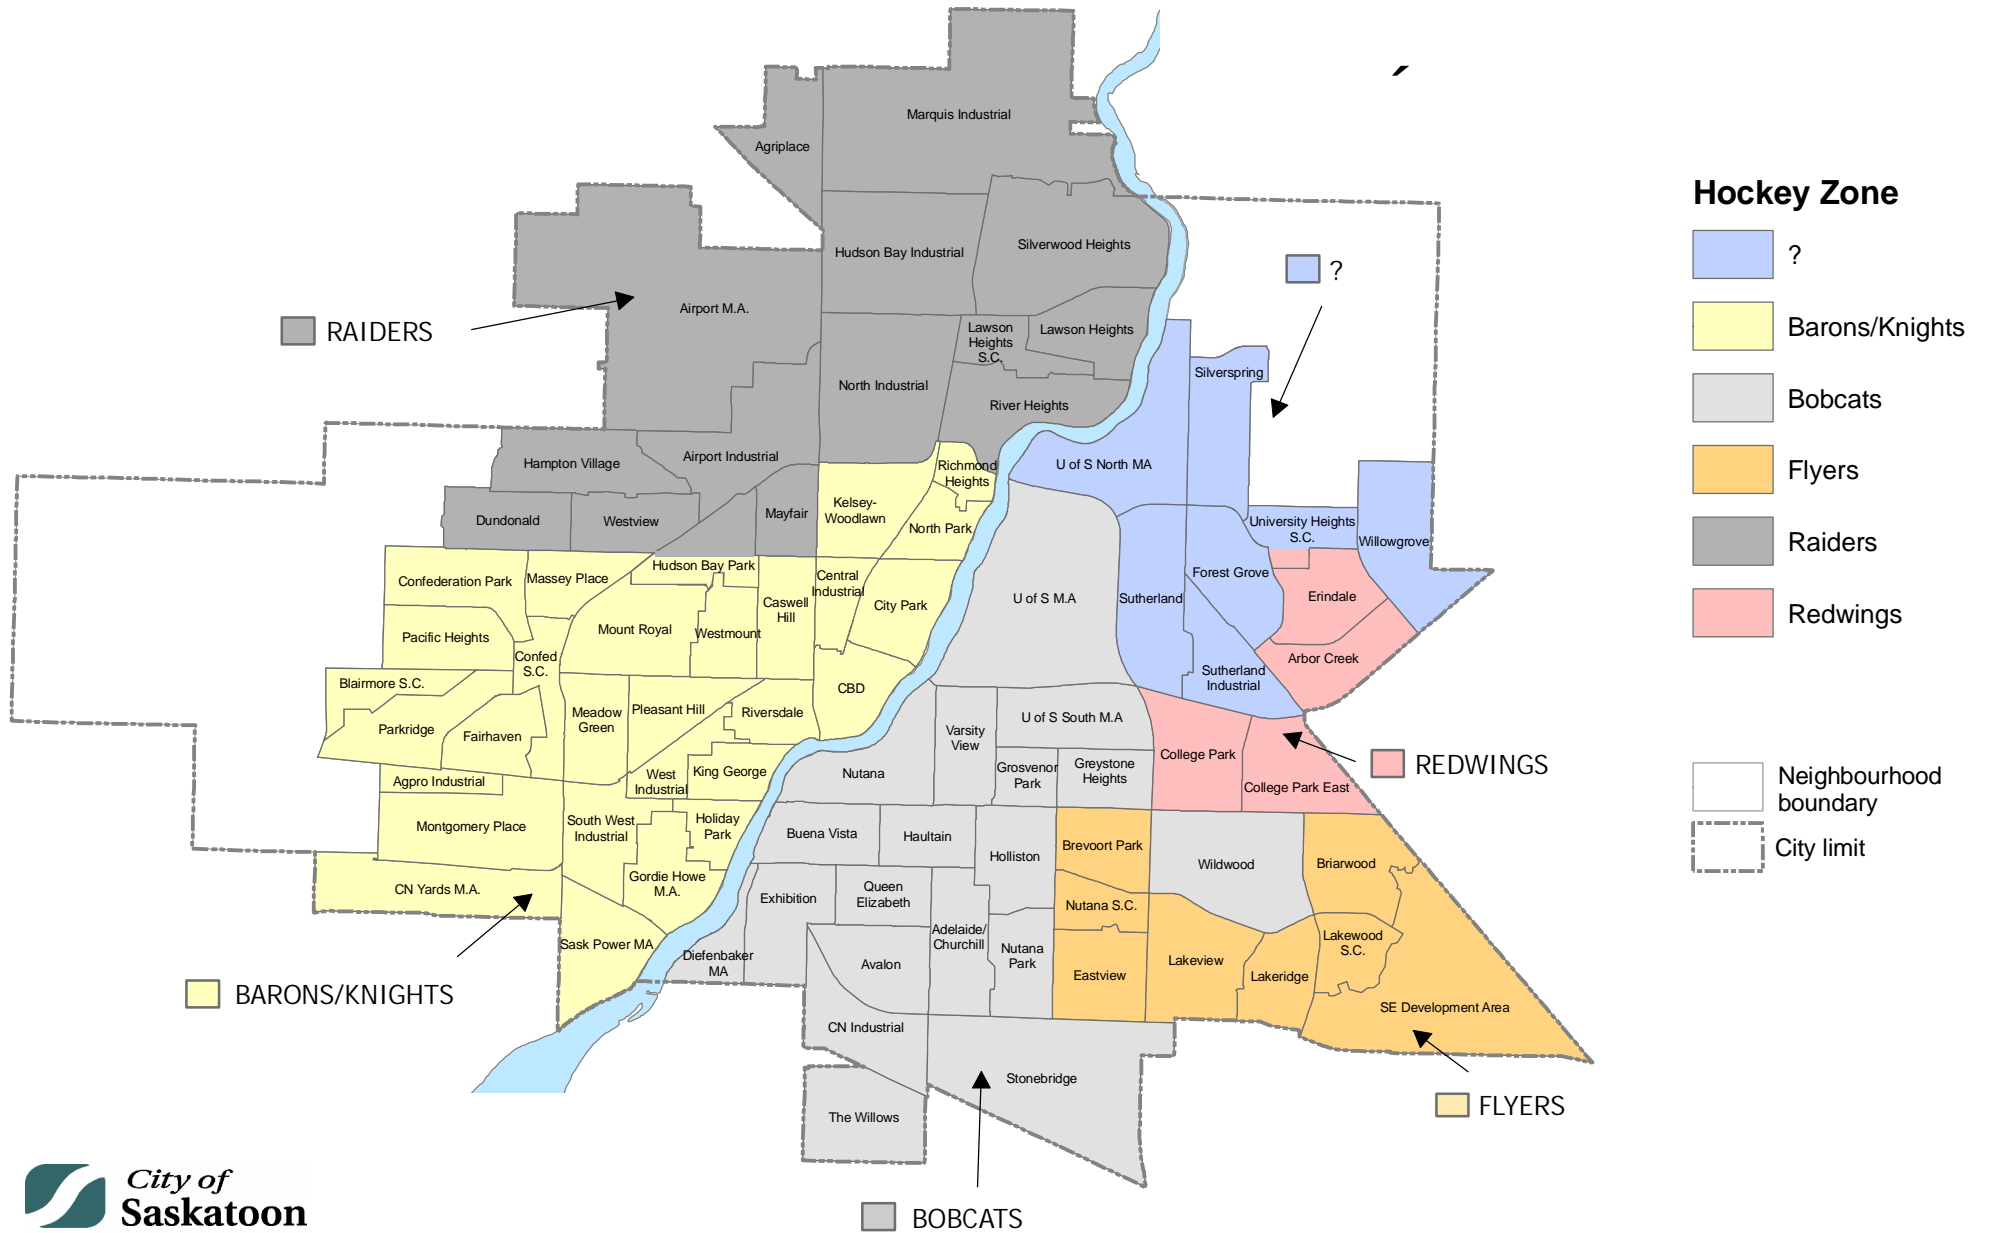 Marquis Industrial
Agriplace
Hudson Bay Industrial
Silverwood Heights
Airport M.A.
RAIDERS
Lawson
Heights
S.C.
Lawson Heights
North Industrial
River Heights
Silverspring
?
Hampton Village
Airport Industrial
Richmond
Heights
U of S North MA
Dundonald
Westview
Mayfair
Kelsey-
Woodlawn
North Park
University Heights
S.C.
Willowgrove
Confederation Park
Massey Place
Hudson Bay Park
Central
Industrial
City Park
Caswell
Hill
U of S M.A
Sutherland
Forest Grove
Erindale
Pacific Heights
Mount Royal
Westmount
Confed
S.C.
Arbor Creek
Sutherland
Industrial
Blairmore S.C.
CBD
Parkridge
Fairhaven
Meadow
Green
Pleasant Hill
Riversdale
Varsity
View
U of S South M.A
College Park
REDWINGS
Agpro Industrial
West
Industrial
King George
Nutana
Grosvenor
Park
Greystone
Heights
College Park East
Montgomery Place
South West
Industrial
Holiday
Park
Buena Vista
Haultain
Holliston
Brevoort Park
Wildwood
Briarwood
CN Yards M.A.
Gordie Howe
M.A.
Exhibition
Queen
Elizabeth
Nutana S.C.
Sask Power MA
Diefenbaker
MA
Avalon
Adelaide/
Churchill
Nutana
Park
Eastview
Lakeview
Lakeridge
Lakewood
S.C.
SE Development Area
BARONS/KNIGHTS
CN Industrial
Stonebridge
The Willows
FLYERS
BOBCATS
Hockey Zone
?
Barons/Knights
Bobcats
Flyers
Raiders
Redwings
Neighbourhood
boundary
City limit
City of
Saskatoon